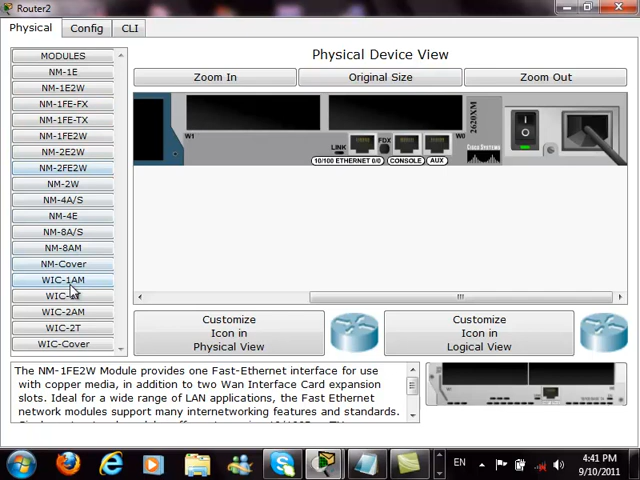 Router2
Physical
Config
CLI
MODULES
NM-1E
NM-1E2W
NM-1FE-FX
NM-1FE-TX
NM-1FE2W
NM-2E2W
NM-2FE2W
NM-2W
NM-4A/S
NM-4E
NM-8A/S
NM-8AM
NM-Cover
WIC-1AM
WIC-2AM
WIC-2T
WIC-Cover
Physical Device View
Zoom In
Original Size
Zoom Out
W1
W0
2620XM
LINK
FDX
10/100 ETHERNET 0/0
CONSOLE
AUX
CISCO SYSTEMS
Customize
Icon in
Physical View
Customize
Icon in
Logical View
The NM-1FE2W Module provides one Fast-Ethernet interface for use
with copper media, in addition to two Wan Interface Card expansion
slots. Ideal for a wide range of LAN applications, the Fast Ethernet
network modules support many internetworking features and standards.
EN
4:41 PM
9/10/2011